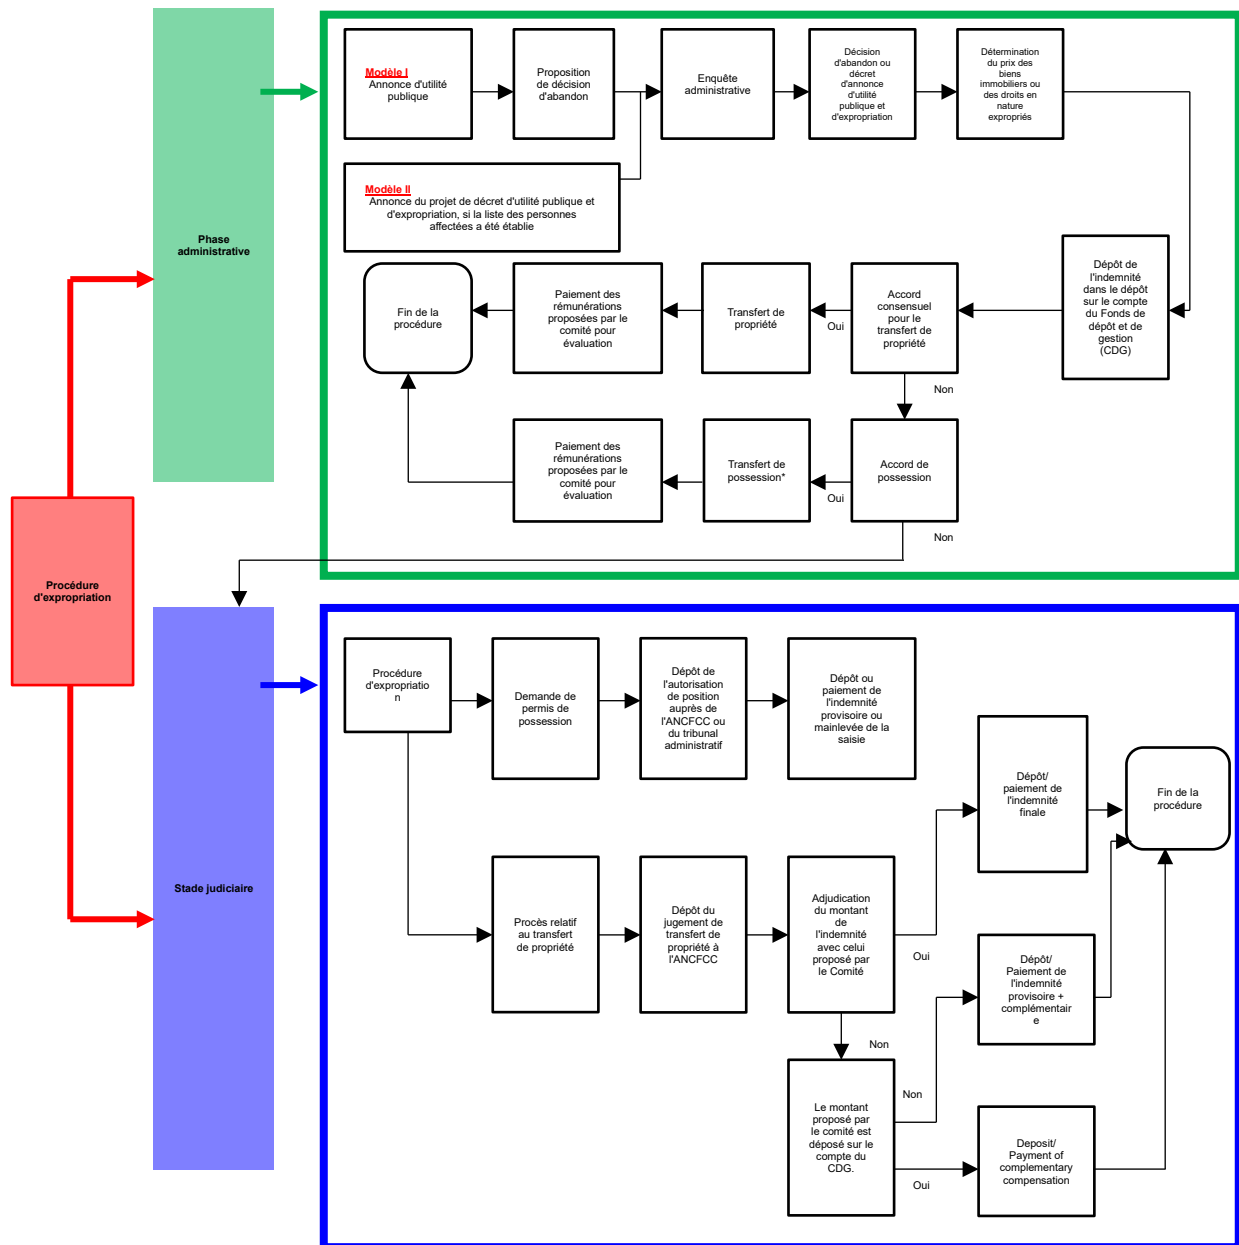 Procédure
d'expropriation
Phase
administrative
Modèle I
Annonce d'utilité
publique
Proposition
de décision
d'abandon
Enquête
administrative
Décision
d'abandon ou
décret
d'annonce
d'utilité
publique et
d'expropriation
Détermination
du prix des
biens
immobiliers ou
des droits en
nature
expropriés
Modèle II
Annonce du projet de décret d'utilité publique et
d'expropriation, si la liste des personnes
affectées a été établie
Dépôt de
l'indemnité
dans le dépôt
sur le compte
du Fonds de
dépôt et de
gestion
(CDG)
Accord
consensuel
pour le
transfert de
propriété
Oui
Transfert de
propriété
Paiement des
rémunérations
proposées par le
comité pour
évaluation
Fin de la
procédure
Non
Accord de
possession
Oui
Transfert de
possession*
Paiement des
rémunérations
proposées par le
comité pour
évaluation
Non
Stade judiciaire
Procédure
d'expropriatio
n
Demande de
permis de
possession
Dépôt de
l'autorisation
de position
auprès de
l'ANCFCC ou
du tribunal
administratif
Dépôt ou
paiement de
l'indemnité
provisoire ou
mainlevée de la
saisie
Procès relatif
au transfert
de propriété
Dépôt du
jugement de
transfert de
propriété à
l'ANCFCC
Adjudication
du montant
de
l'indemnité
avec celui
proposé par
le Comité
Oui
Dépôt/
paiement de
l'indemnité
finale
Fin de la
procédure
Non
Le montant
proposé par
le comité est
déposé sur le
compte du
CDG.
Non
Dépôt/
Paiement de
l'indemnité
provisoire +
complémentair
e
Oui
Deposit/
Payment of
complementary
compensation